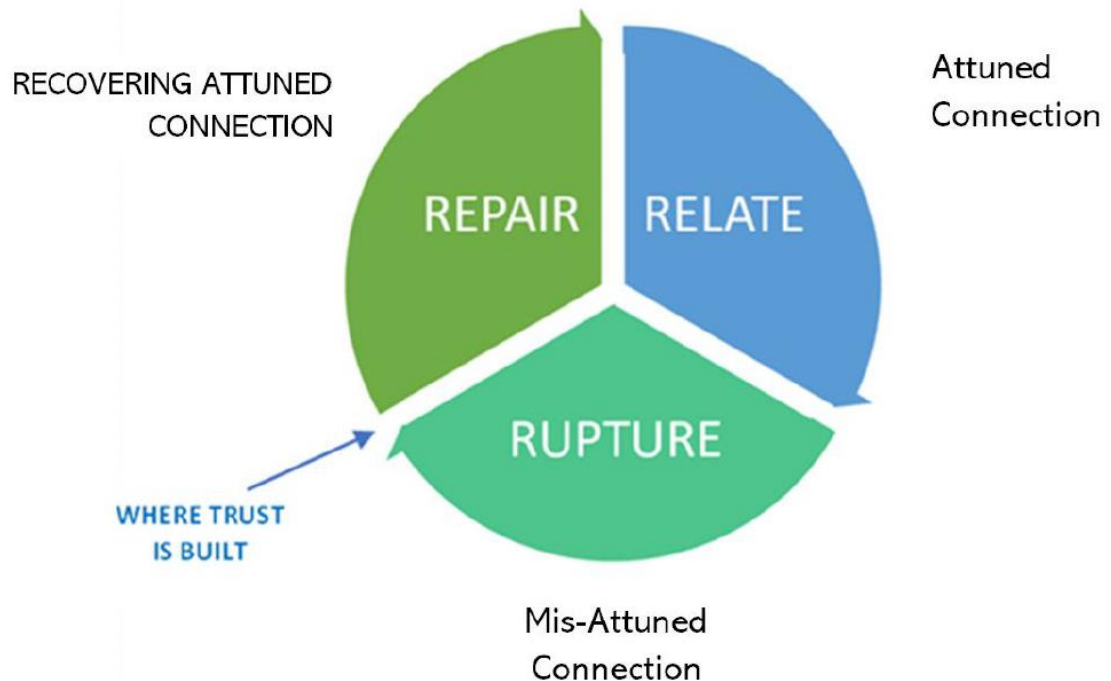 RECOVERING ATTUNED
CONNECTION
Attuned
Connection
REPAIR
RELATE
RUPTURE
WHERE TRUST
IS BUILT
Mis-Attuned
Connection